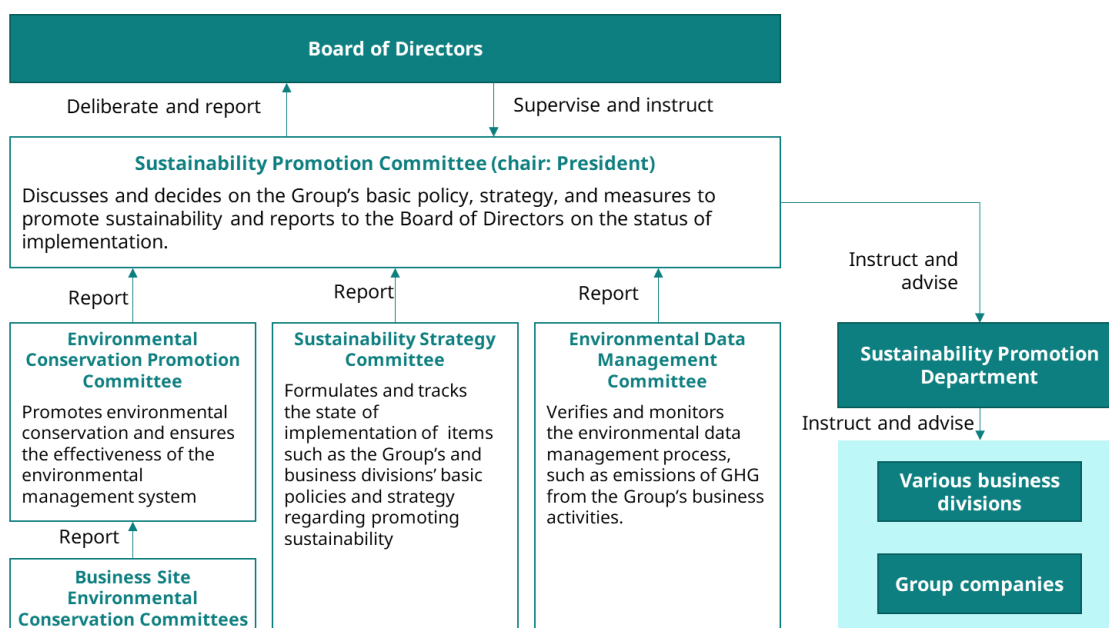 Board of Directors
Deliberate and report
Supervise and instruct
Sustainability Promotion Committee (chair: President)
Discusses and decides on the Group’s basic policy, strategy, and measures to
promote sustainability and reports to the Board of Directors on the status of
implementation.
Instruct and
advise
Report
Report
Report
Environmental
Conservation Promotion
Committee
Promotes environmental
conservation and ensures
the effectiveness of the
environmental
management system
Sustainability Strategy
Committee
Formulates and tracks
the state of
implementation of items
such as the Group’s and
business divisions’ basic
policies and strategy
regarding promoting
sustainability
Environmental Data
Management
Committee
Verifies and monitors
the environmental data
management process,
such as emissions of GHG
from the Group’s business
activities.
Sustainability Promotion
Department
Instruct and advise
Various business
divisions
Group companies
Report
Business Site
Environmental
Conservation Committees